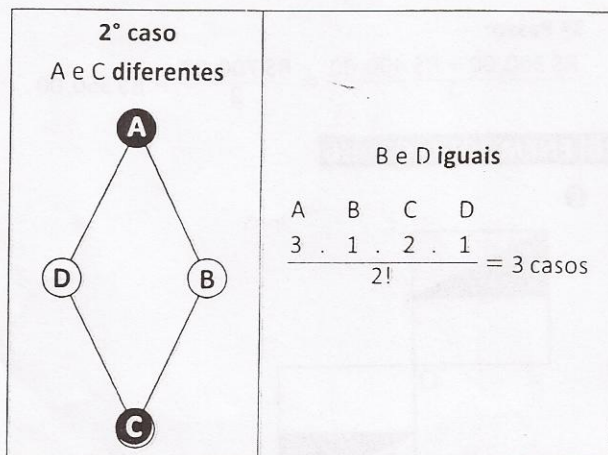 2° caso
A e C diferentes
A
D
B
C
B e D iguais
A B C D
3 . 1 . 2 . 1
2!
= 3 casos